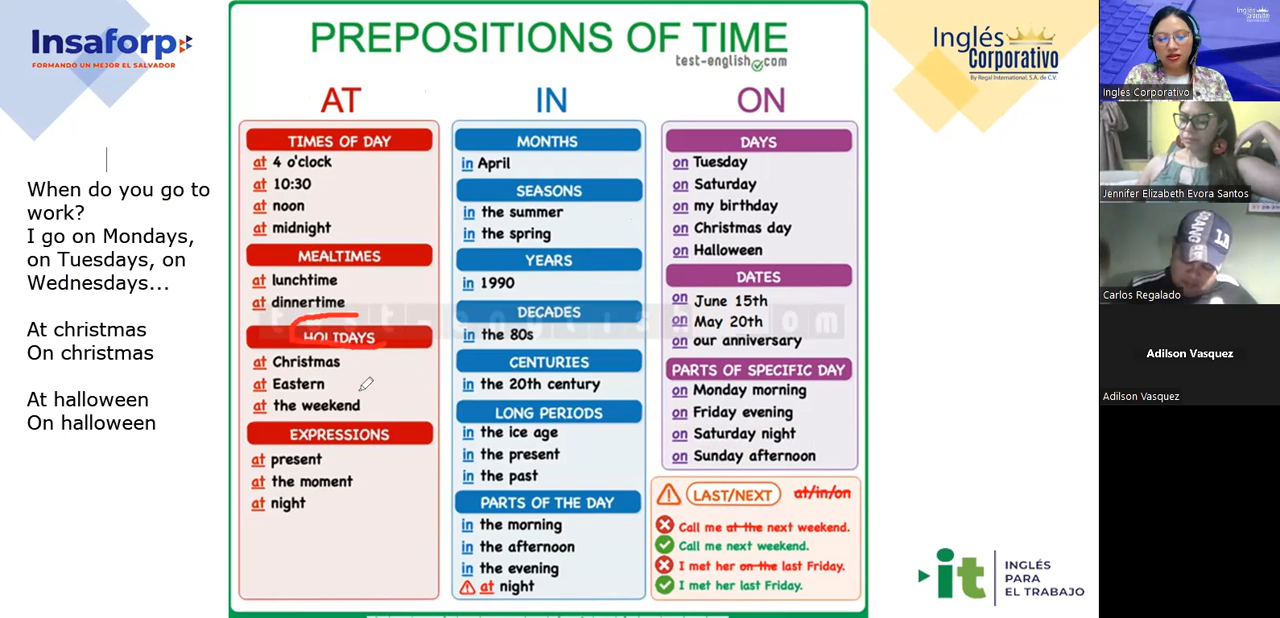 Insaforp
FORMANDO UN MEJOR EL SALVADOR
When do you go to
work?
I go on Mondays,
on Tuesdays, on
Wednesdays...
At christmas
On christmas
At halloween
On halloween
PREPOSITIONS OF TIME
test-english.com
AT
TIMES OF DAY
at 4 o'clock
at 10:30
at noon
at midnight
MEALTIMES
at lunchtime
at dinnertime
HOLIDAYS
at Christmas
at Eastern
at the weekend
EXPRESSIONS
at present
at the moment
at night
IN
MONTHS
in April
SEASONS
in the summer
in the spring
YEARS
in 1990
DECADES
in the 80s
CENTURIES
in the 20th century
LONG PERIODS
in the ice age
in the present
in the past
PARTS OF THE DAY
in the morning
in the afternoon
in the evening
at night
ON
DAYS
on Tuesday
on Saturday
on my birthday
on Christmas day
on Halloween
DATES
on June 15th
on May 20th
on our anniversary
PARTS OF SPECIFIC DAY
on Monday morning
on Friday evening
on Saturday night
on Sunday afternoon
LAST/NEXT at/in/on
Call me at the next weekend.
Call me next weekend.
I met her on the last Friday.
I met her last Friday.
test-english.com
Inglés
Corporativo
By Regal International, S.A. de C.V.
it
INGLÉS
PARA
EL TRABAJO
Ingles Corporativo
Jennifer Elizabeth Evora Santos
Carlos Regalado
Adilson Vasquez
Adilson Vasquez